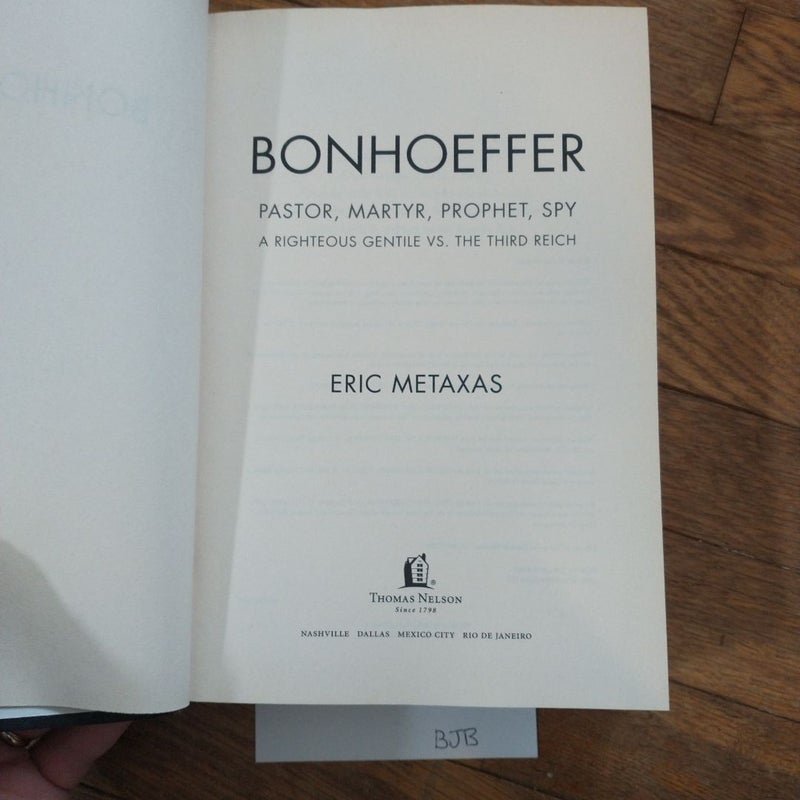 BONHOEFFER
PASTOR, MARTYR, PROPHET, SPY
A RIGHTEOUS GENTILE VS. THE THIRD REICH
ERIC METAXAS
®
THOMAS NELSON
Since 1798
NASHVILLE DALLAS MEXICO CITY RIO DE JANEIRO
BJB